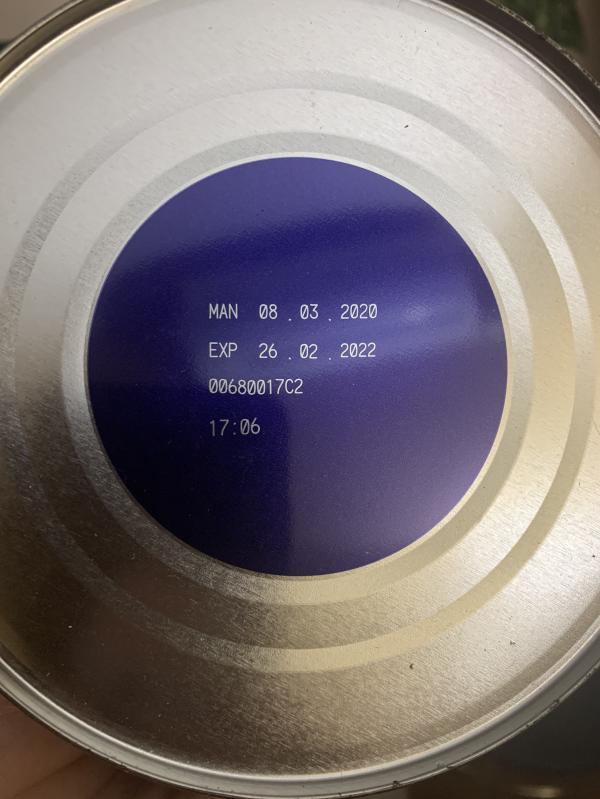 MAN 08 . 03 . 2020
EXP 26 . 02 . 2022
00680017C2
17:06